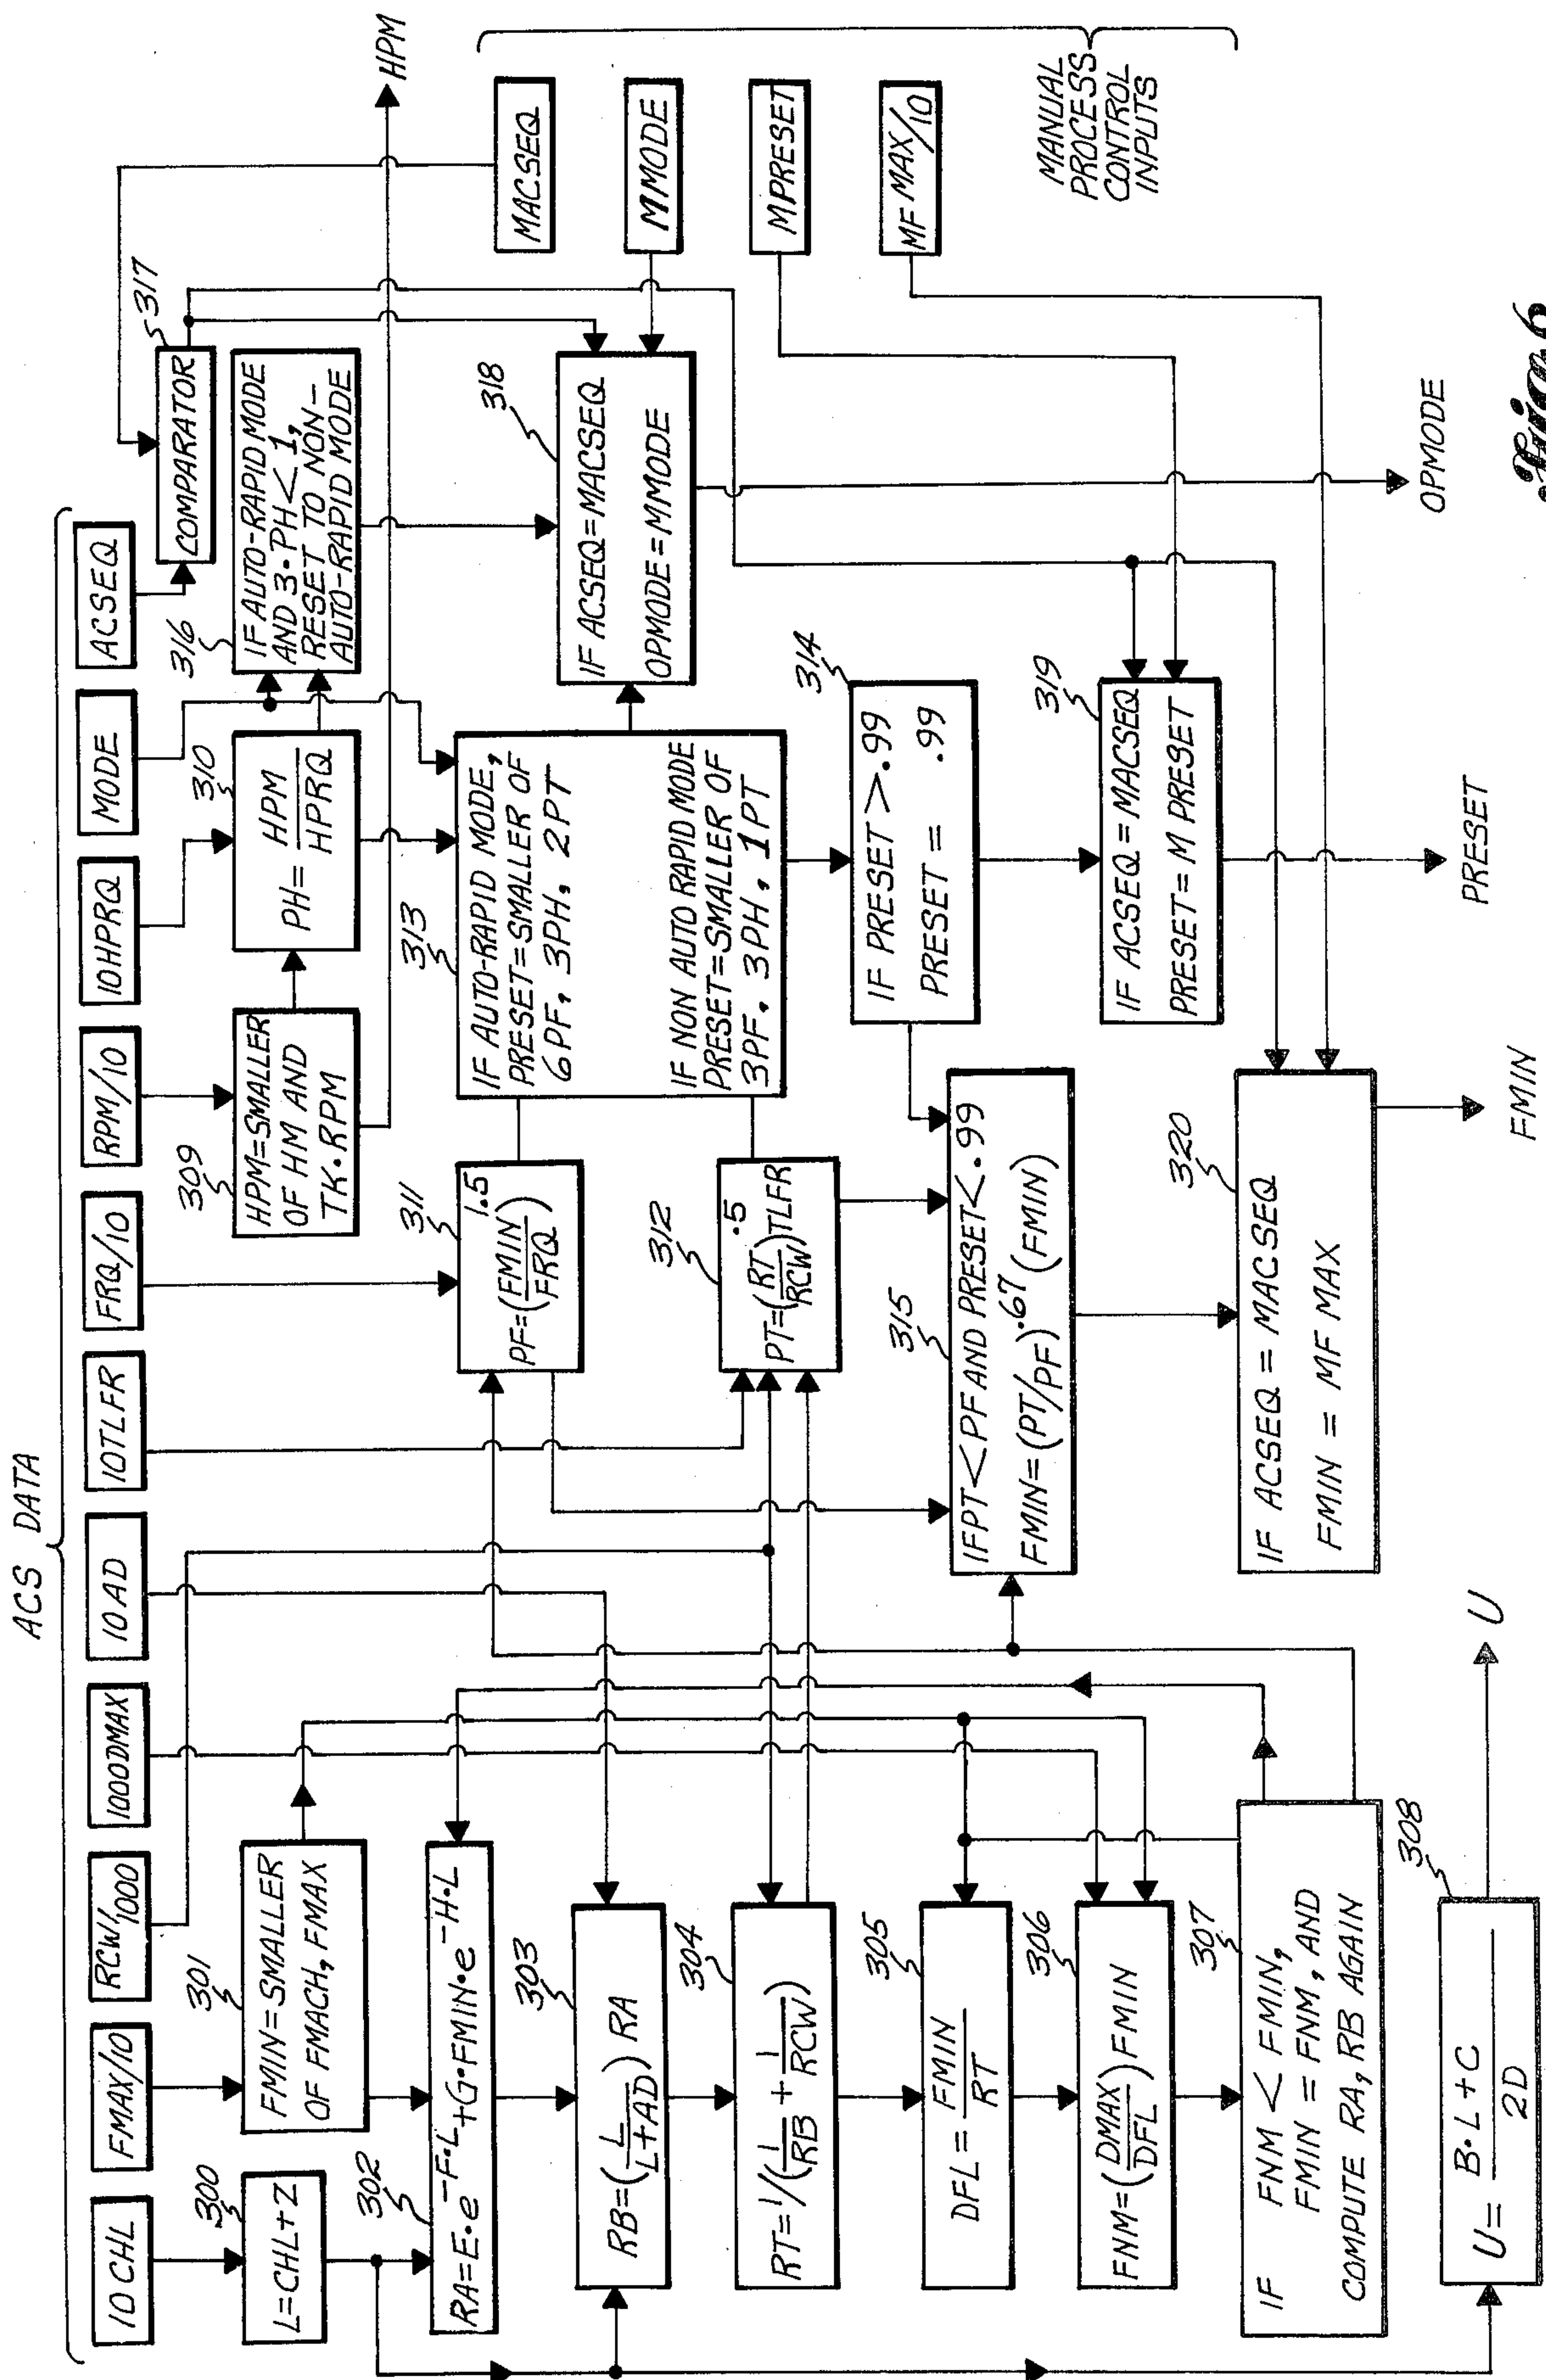 ACS DATA
10 CHL
FMAX/10
RCW/1000
1000DMAX
10 AD
10TLFR
FRQ/10
RPM/10
10HPRQ
MODE
ACSEQ
300
L=CHL+Z
301
FMIN=SMALLER
OF FMACH, FMAX
302
RA=E·e^-F·L+G·FMIN·e^-H·L
303
RB=(L/L+AD) RA
304
RT=1/(1/RB + 1/RCW)
305
DFL=FMIN/RT
306
FNM=(DMAX/DFL)FMIN
307
IF FNM < FMIN,
FMIN = FNM, AND
COMPUTE RA, RB AGAIN
308
U= B·L+C/2D
U
309
HPM=SMALLER
OF HM AND
TK·RPM
310
PH= HPM/HPRQ
HPM
311
PF=(FMIN/FRQ)^1.5
312
PT=(RT/RCW)^.5 TLFR
313
IF AUTO-RAPID MODE,
PRESET=SMALLER OF
6PF, 3PH, 2PT
IF NON AUTO RAPID MODE
PRESET=SMALLER OF
3PF. 3PH, 1PT
314
IF PRESET >.99
PRESET = .99
315
IFPT<PF AND PRESET<.99
FMIN=(PT/PF)^.67 (FMIN)
316
IF AUTO-RAPID MODE
AND 3·PH<1,
RESET TO NON-
AUTO-RAPID MODE
317
COMPARATOR
318
IF ACSEQ=MACSEQ
OPMODE=MMODE
319
IF ACSEQ=MACSEQ
PRESET=M PRESET
320
IF ACSEQ = MACSEQ
FMIN = MF MAX
MACSEQ
MMODE
MPRESET
MF MAX/10
MANUAL
PROCESS
CONTROL
INPUTS
OPMODE
PRESET
FMIN
Fig. 6